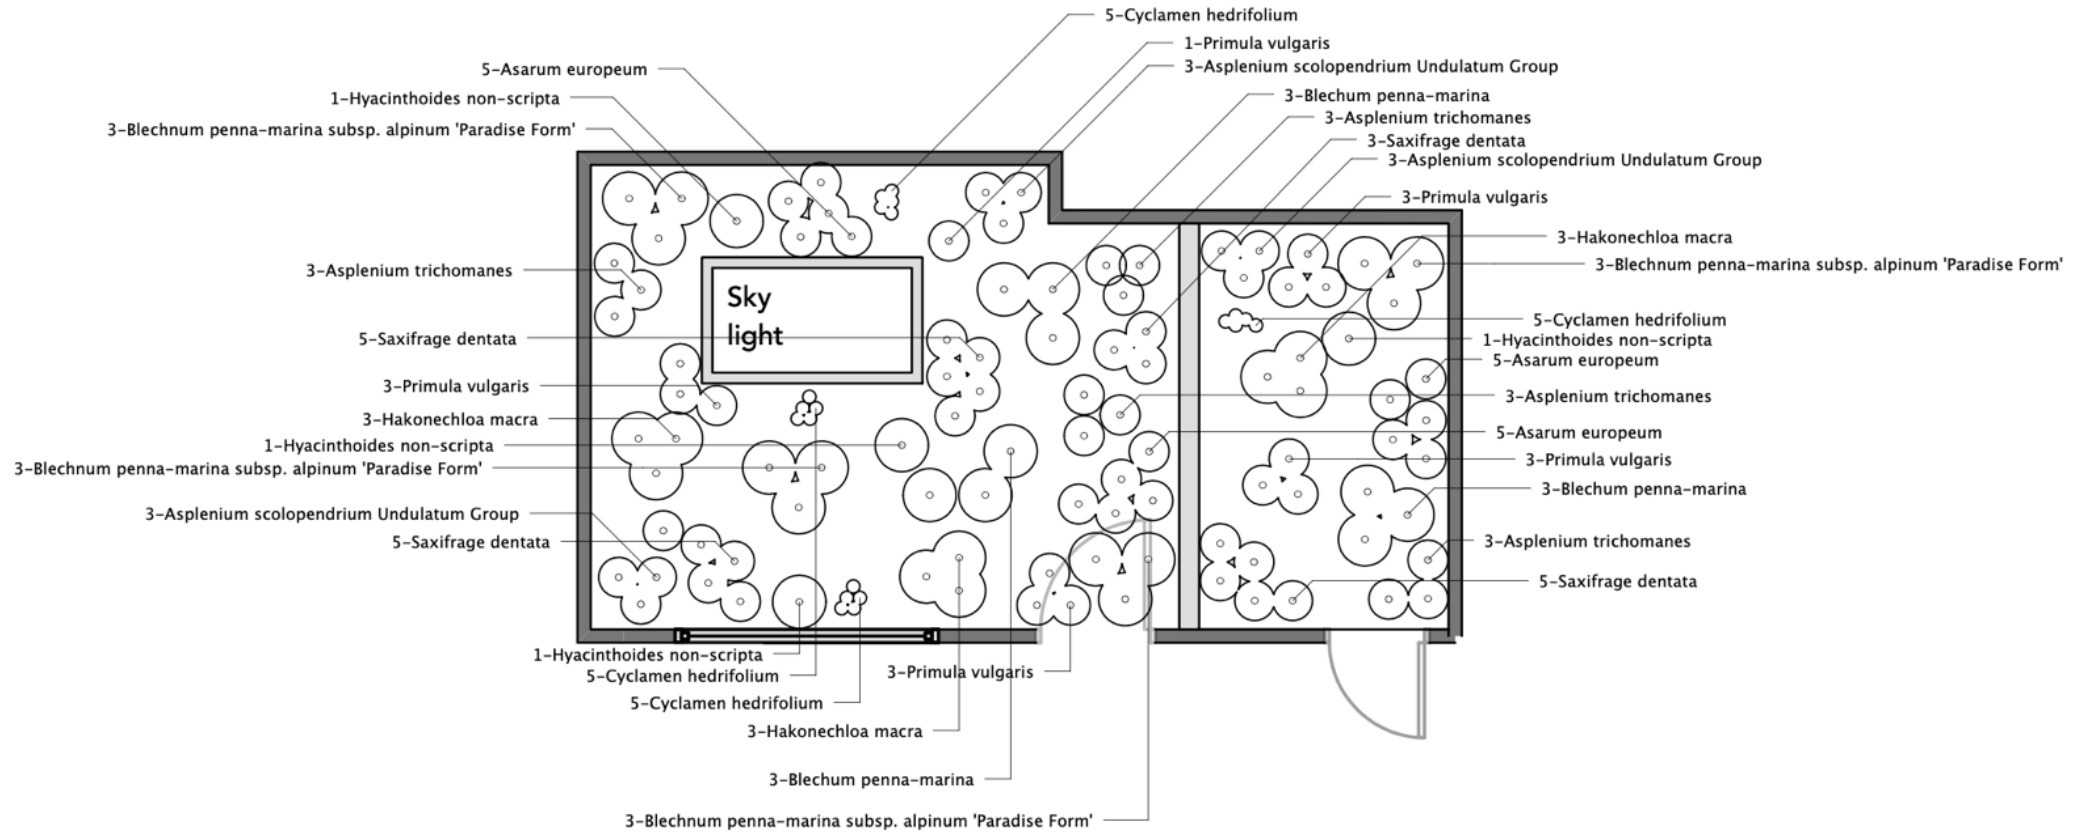 5-Cyclamen hedrifolium
1-Primula vulgaris
3-Asplenium scolopendrium Undulatum Group
5-Asarum europeum
3-Blechum penna-marina
1-Hyacinthoides non-scripta
3-Asplenium trichomanes
3-Blechnum penna-marina subsp. alpinum 'Paradise Form'
3-Saxifrage dentata
3-Asplenium scolopendrium Undulatum Group
3-Primula vulgaris
3-Hakonechloa macra
3-Blechnum penna-marina subsp. alpinum 'Paradise Form'
3-Asplenium trichomanes
Sky
light
5-Cyclamen hedrifolium
5-Saxifrage dentata
1-Hyacinthoides non-scripta
5-Asarum europeum
3-Primula vulgaris
3-Asplenium trichomanes
3-Hakonechloa macra
5-Asarum europeum
1-Hyacinthoides non-scripta
3-Primula vulgaris
3-Blechnum penna-marina subsp. alpinum 'Paradise Form'
3-Blechum penna-marina
3-Asplenium scolopendrium Undulatum Group
5-Saxifrage dentata
3-Asplenium trichomanes
5-Saxifrage dentata
1-Hyacinthoides non-scripta
5-Cyclamen hedrifolium
3-Primula vulgaris
5-Cyclamen hedrifolium
3-Hakonechloa macra
3-Blechum penna-marina
3-Blechnum penna-marina subsp. alpinum 'Paradise Form'